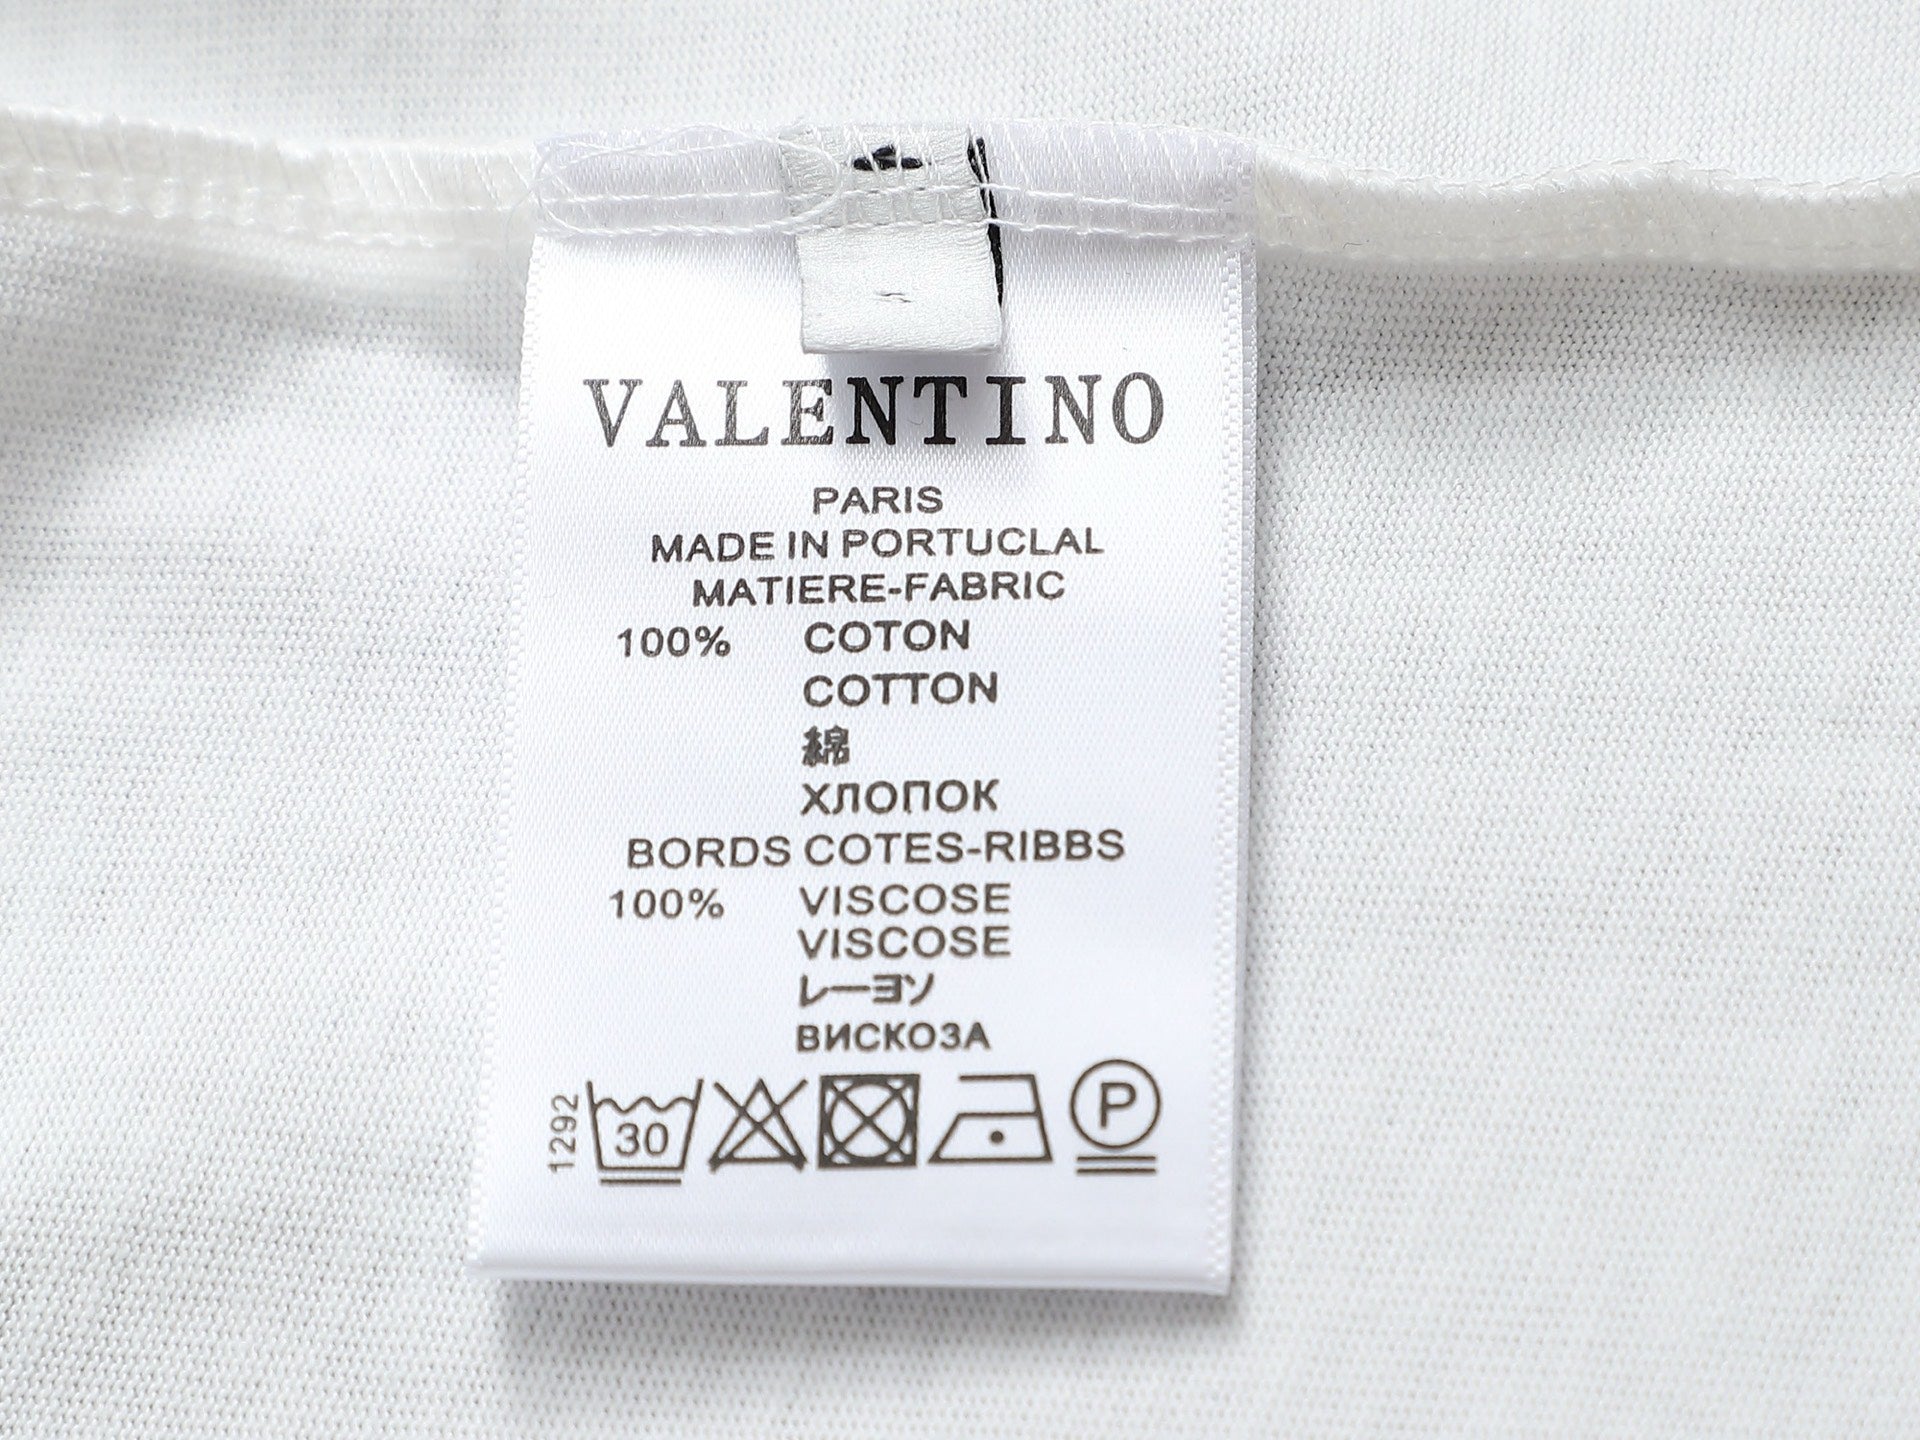 VALENTINO
PARIS
MADE IN PORTUCLAL
MATIERE-FABRIC
100% COTON
COTTON
綿
ХЛОПОК
BORDS COTES-RIBBS
100% VISCOSE
VISCOSE
レーヨソ
ВИСКОЗА
1292
30
P